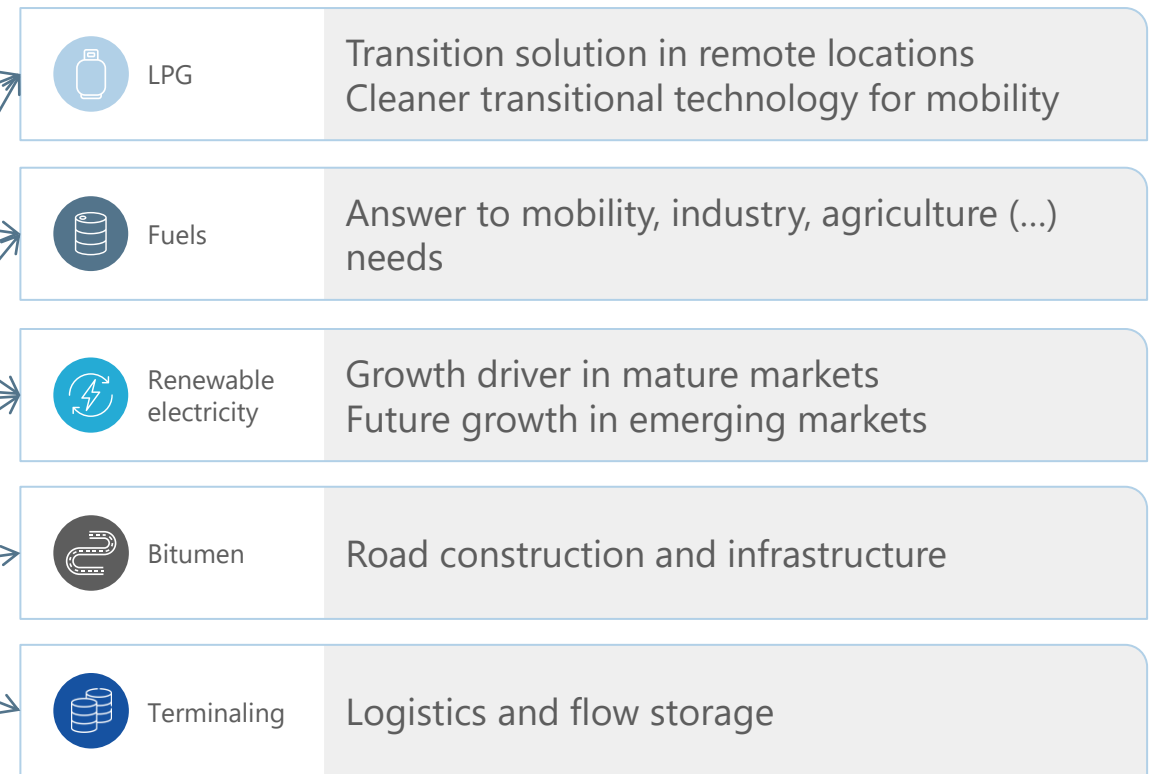 LPG
Transition solution in remote locations
Cleaner transitional technology for mobility
Fuels
Answer to mobility, industry, agriculture (…)
needs
Renewable
electricity
Growth driver in mature markets
Future growth in emerging markets
Bitumen
Road construction and infrastructure
Terminaling
Logistics and flow storage